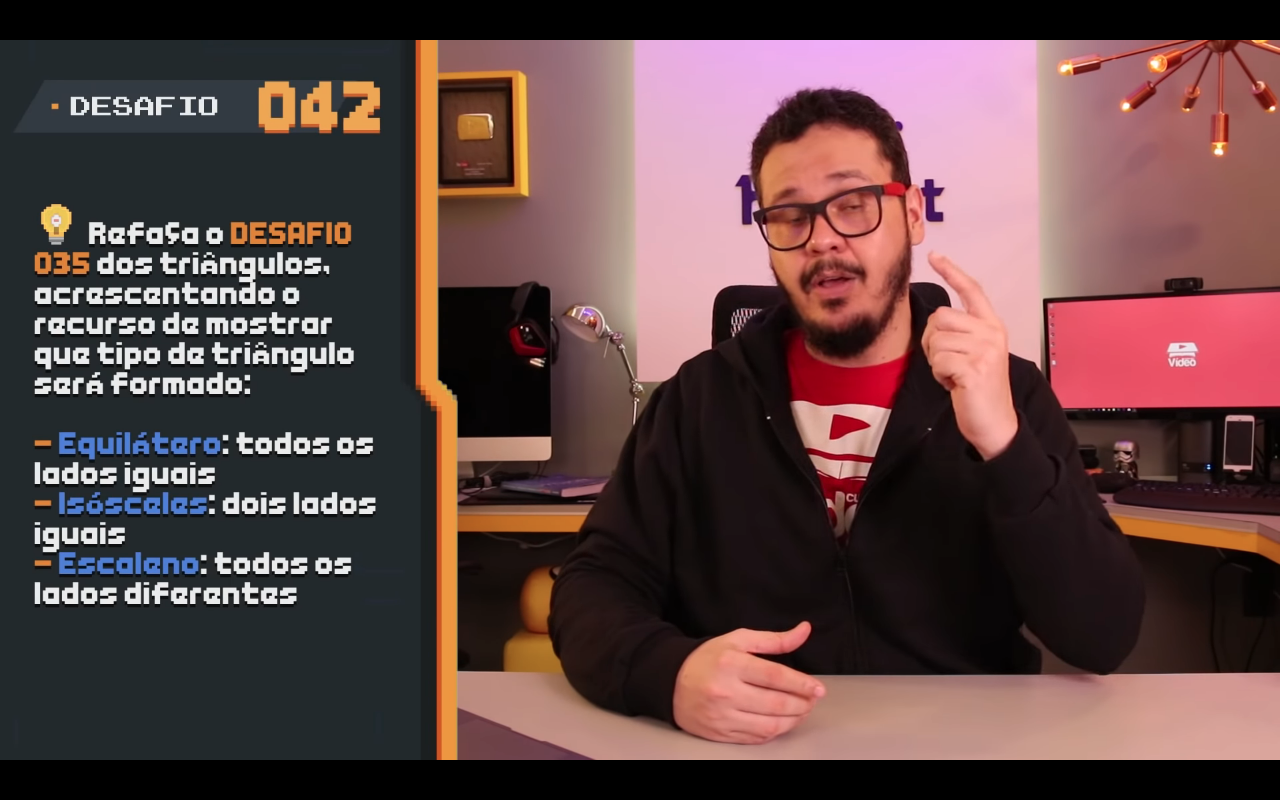 DESAFIO 042
Refaça o DESAFIO
035 dos triângulos,
acrescentando o
recurso de mostrar
que tipo de triângulo
será formado:
- Equilátero: todos os
lados iguais
- Isósceles: dois lados
iguais
- Escaleno: todos os
lados diferentes
Vídeo